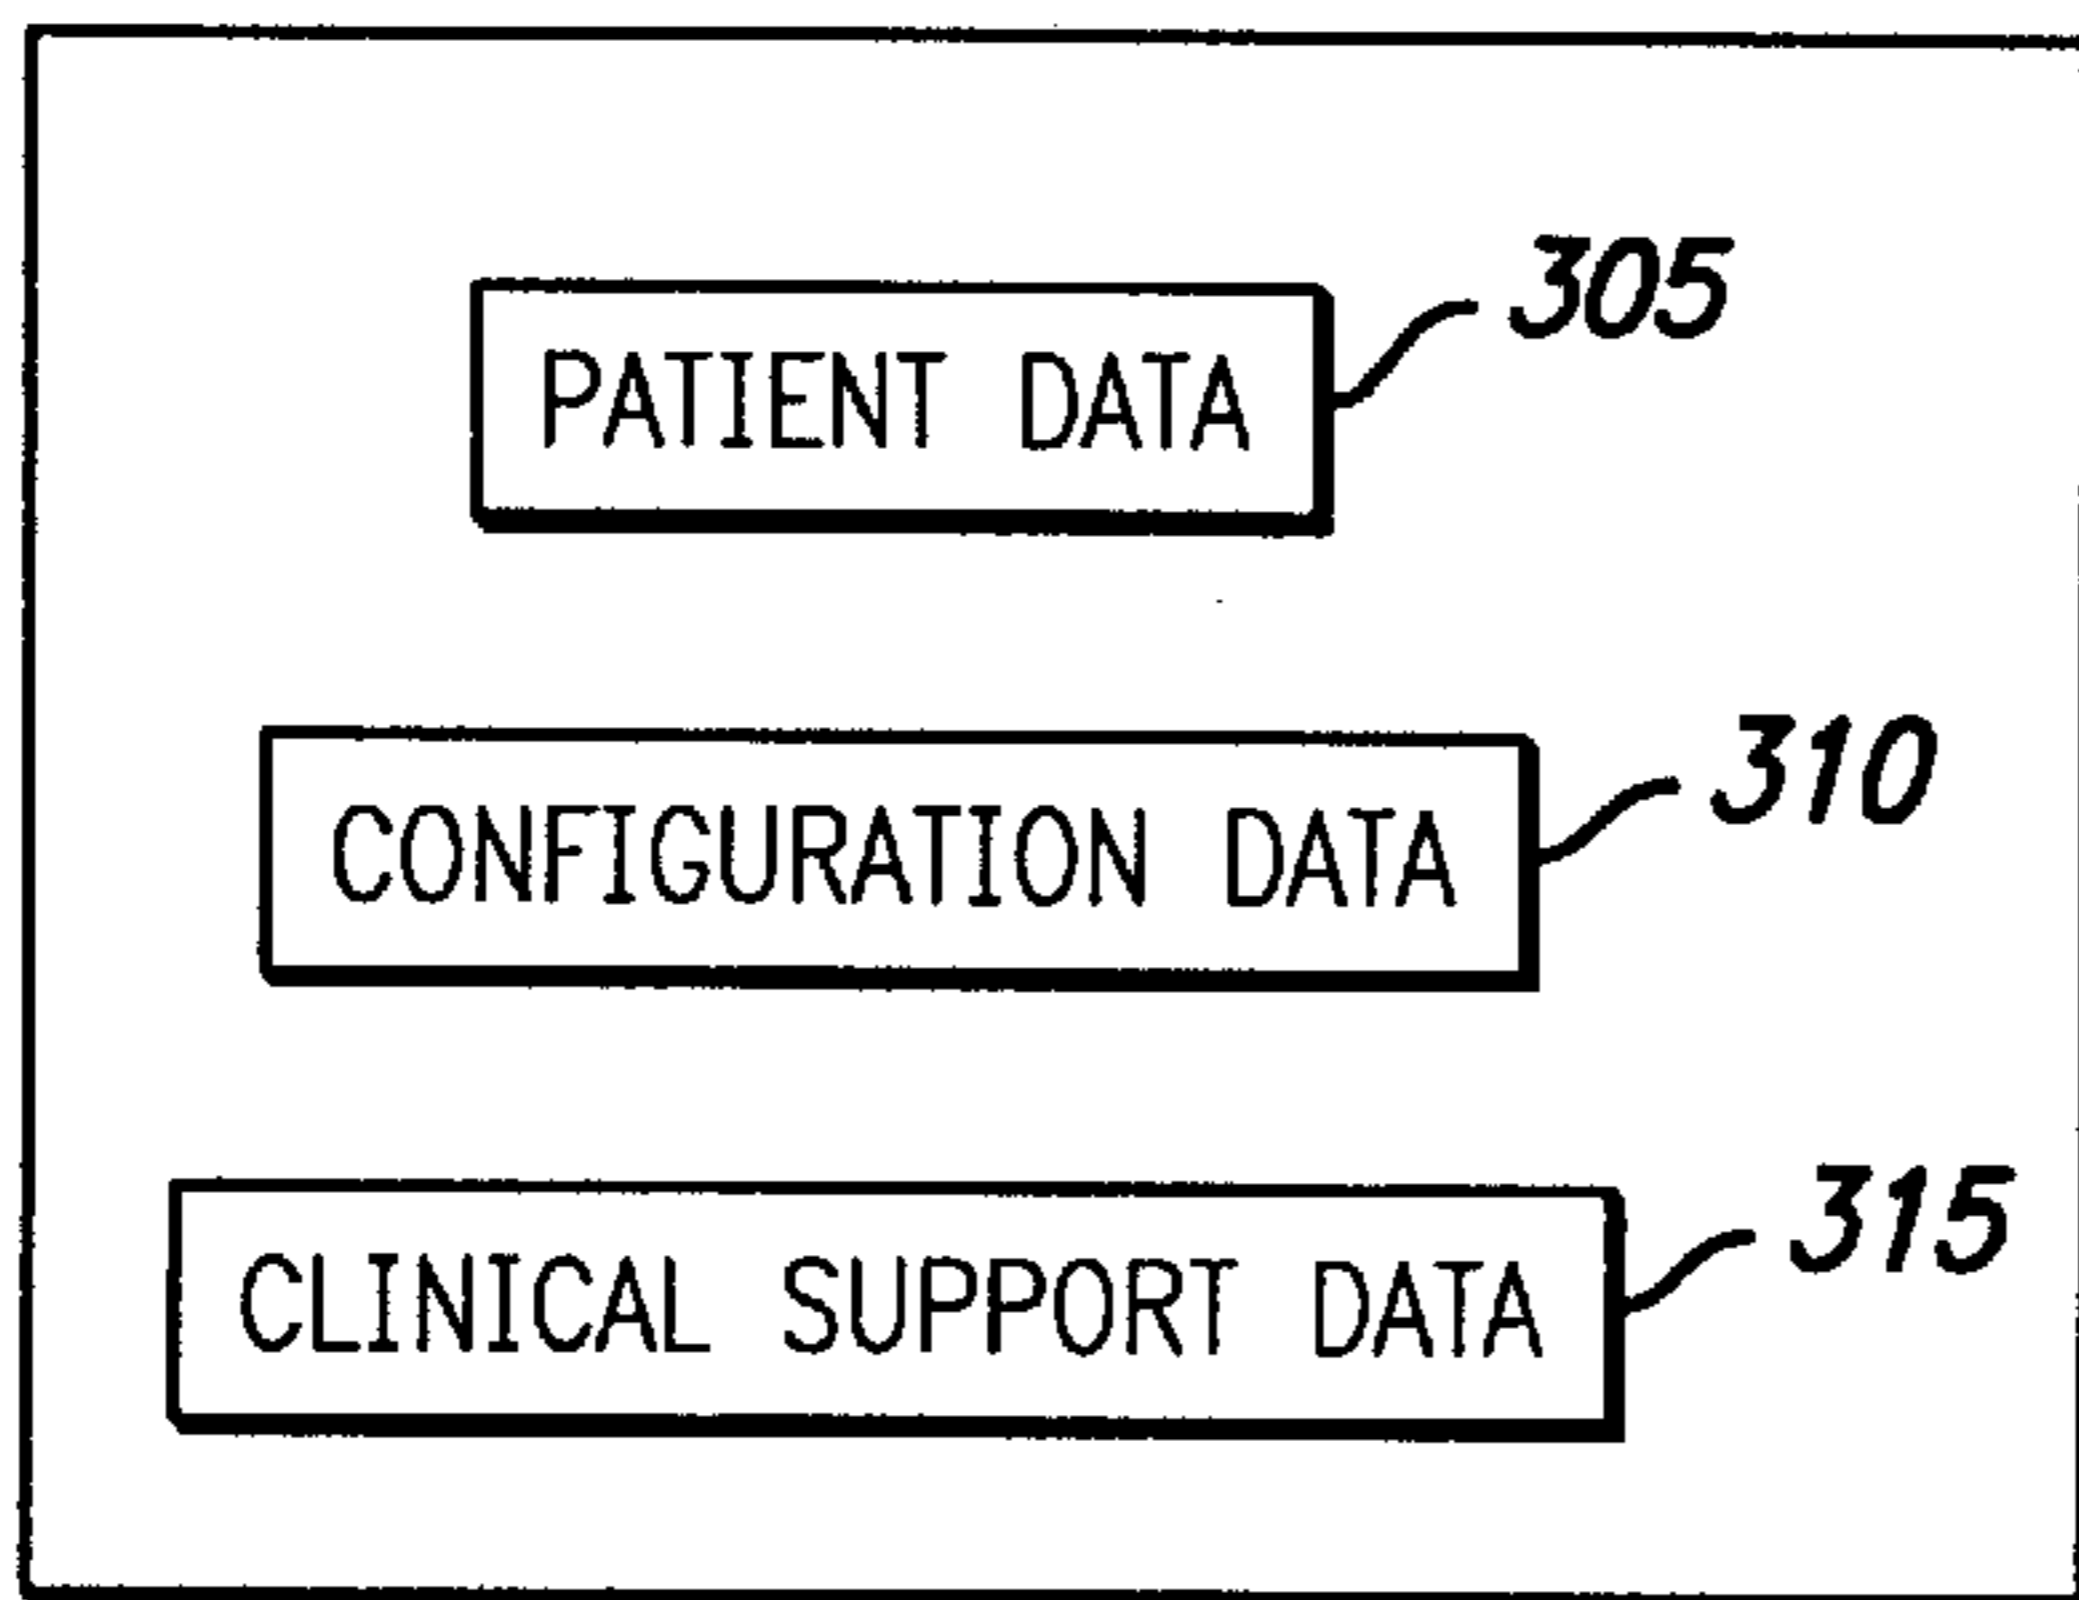 305
PATIENT DATA
310
CONFIGURATION DATA
315
CLINICAL SUPPORT DATA